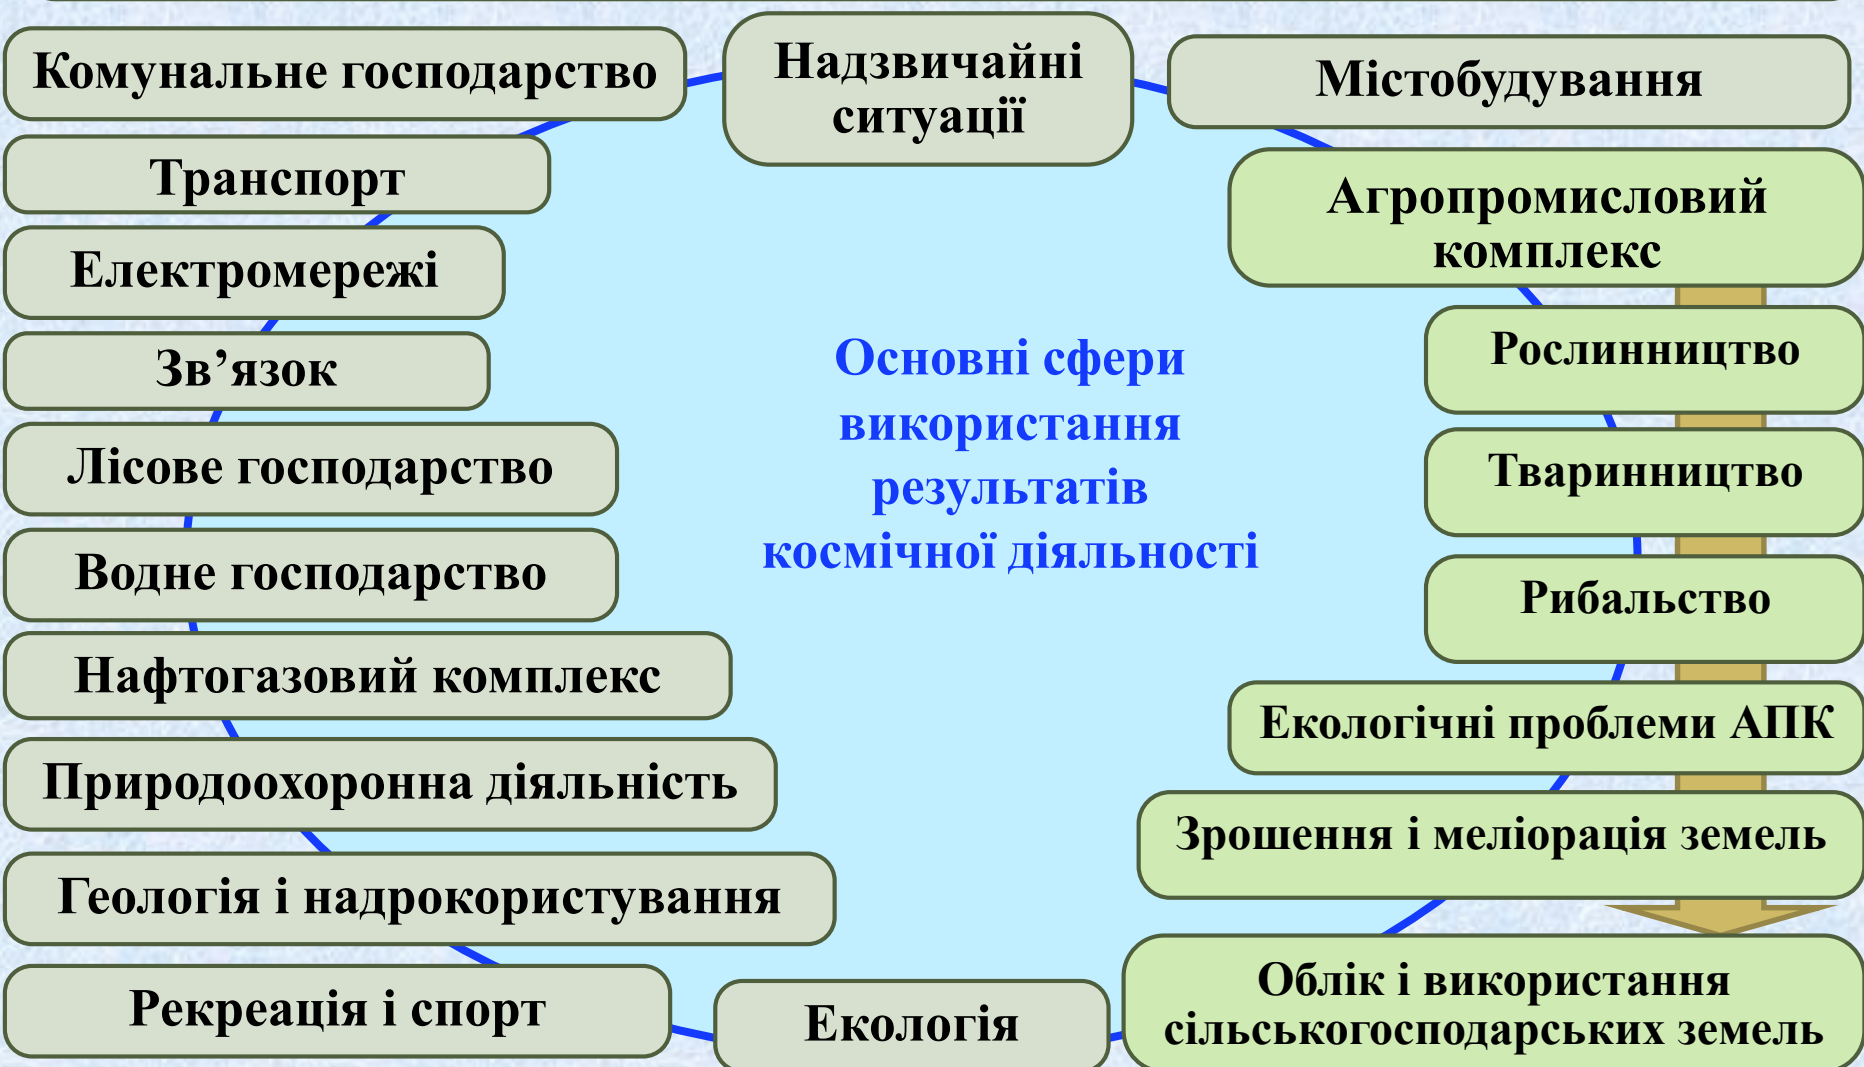 Комунальне господарство
Надзвичайні
ситуації
Містобудування
Транспорт
Електромережі
Зв’язок
Лісове господарство
Водне господарство
Нафтогазовий комплекс
Природоохоронна діяльність
Геологія і надрокористування
Рекреація і спорт
Основні сфери
використання
результатів
космічної діяльності
Екологія
Агропромисловий
комплекс
Рослинництво
Тваринництво
Рибальство
Екологічні проблеми АПК
Зрошення і меліорація земель
Облік і використання
сільськогосподарських земель